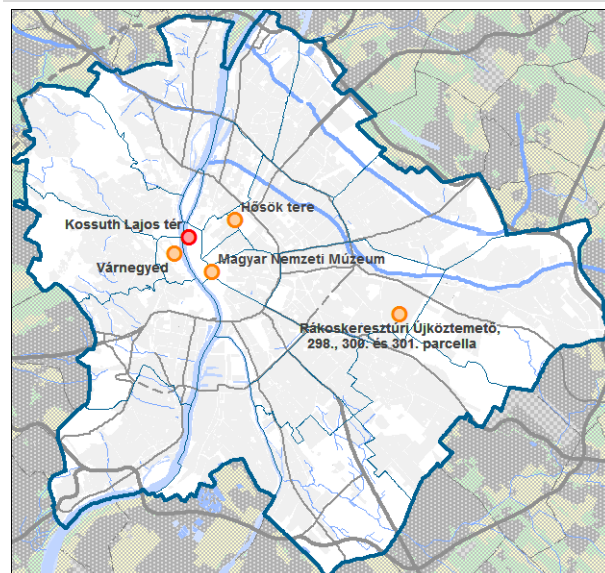 Hősök tere
Kossuth Lajos tér
Magyar Nemzeti Múzeum
Várnegyed
Rákoskeresztúri Újköztemető,
298., 300. és 301. parcella